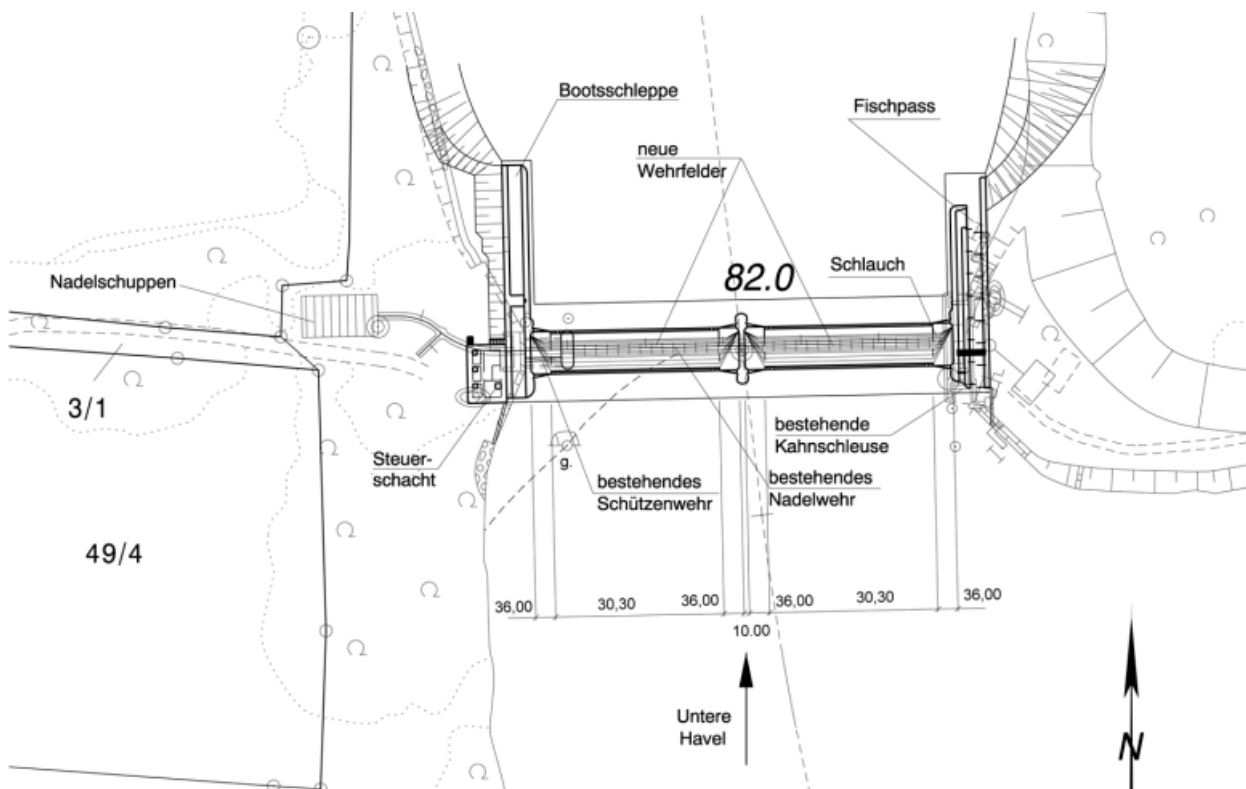 Bootsschleppe
Fischpass
neue
Wehrfelder
82.0
Schlauch
Nadelschuppen
3/1
Steuer-
schacht
g.
bestehendes
Schützenwehr
bestehende
Kahnschleuse
bestehendes
Nadelwehr
49/4
36,00 30,30 36,00 36,00 30,30 36,00
10.00
Untere
Havel
N